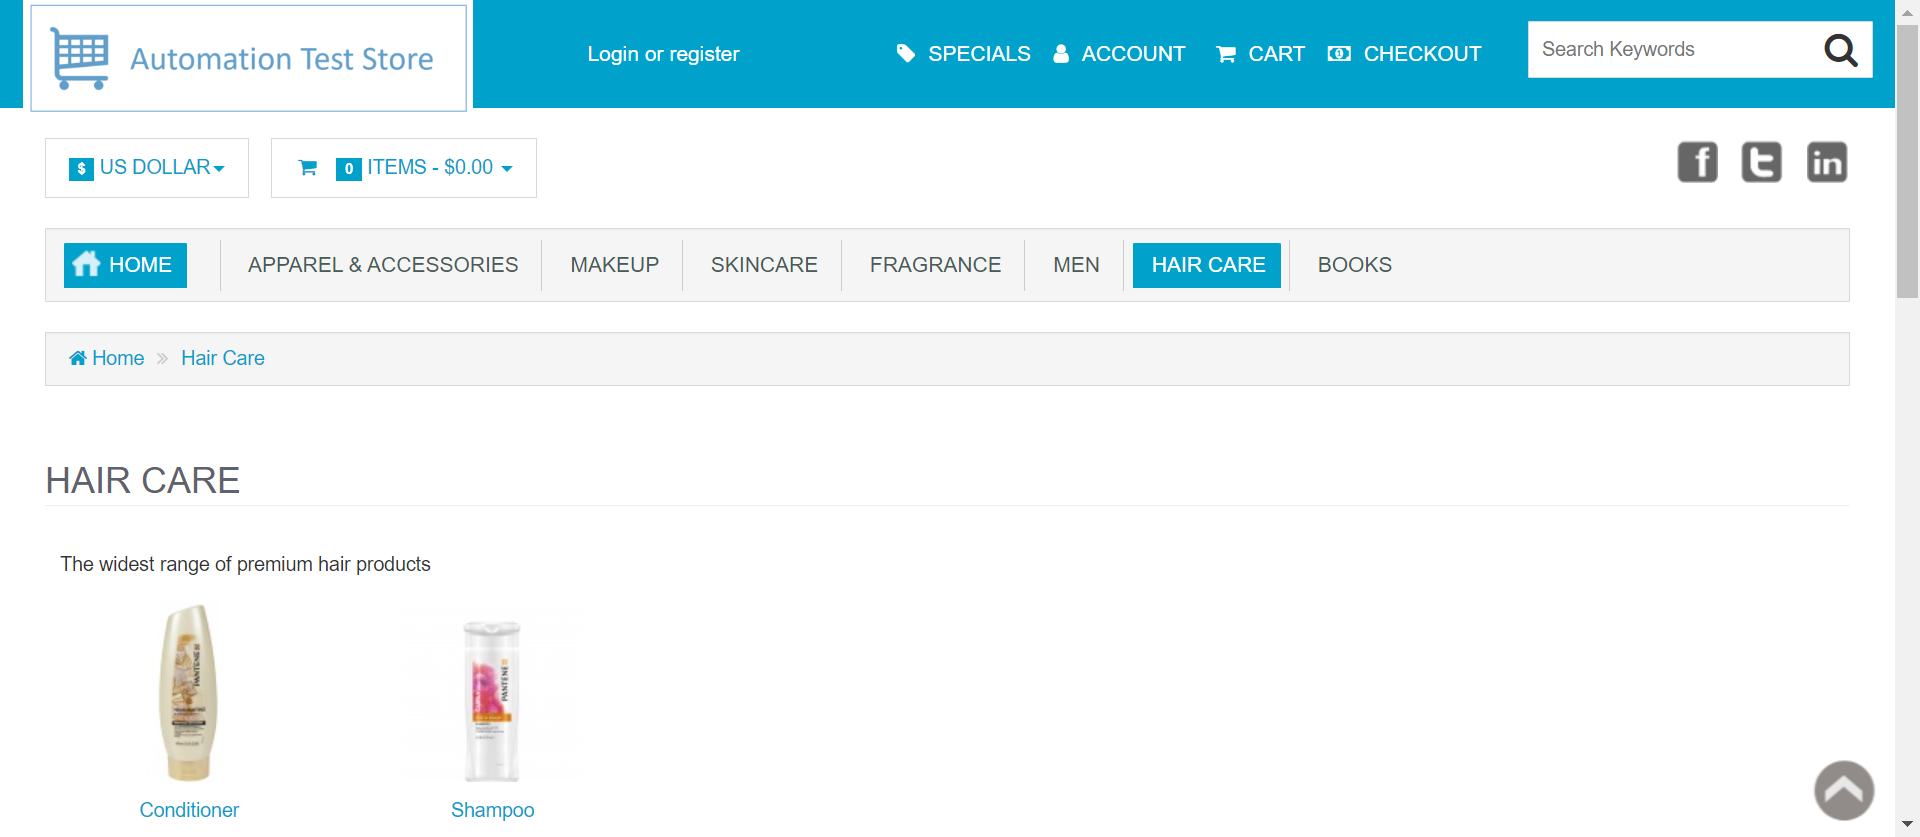 Automation Test Store
Login or register
SPECIALS ACCOUNT CART CHECKOUT
Search Keywords
$ US DOLLAR
0 ITEMS - $0.00
HOME APPAREL & ACCESSORIES MAKEUP SKINCARE FRAGRANCE MEN HAIR CARE BOOKS
Home » Hair Care
HAIR CARE
The widest range of premium hair products
PANTENE
PANTENE
Conditioner Shampoo